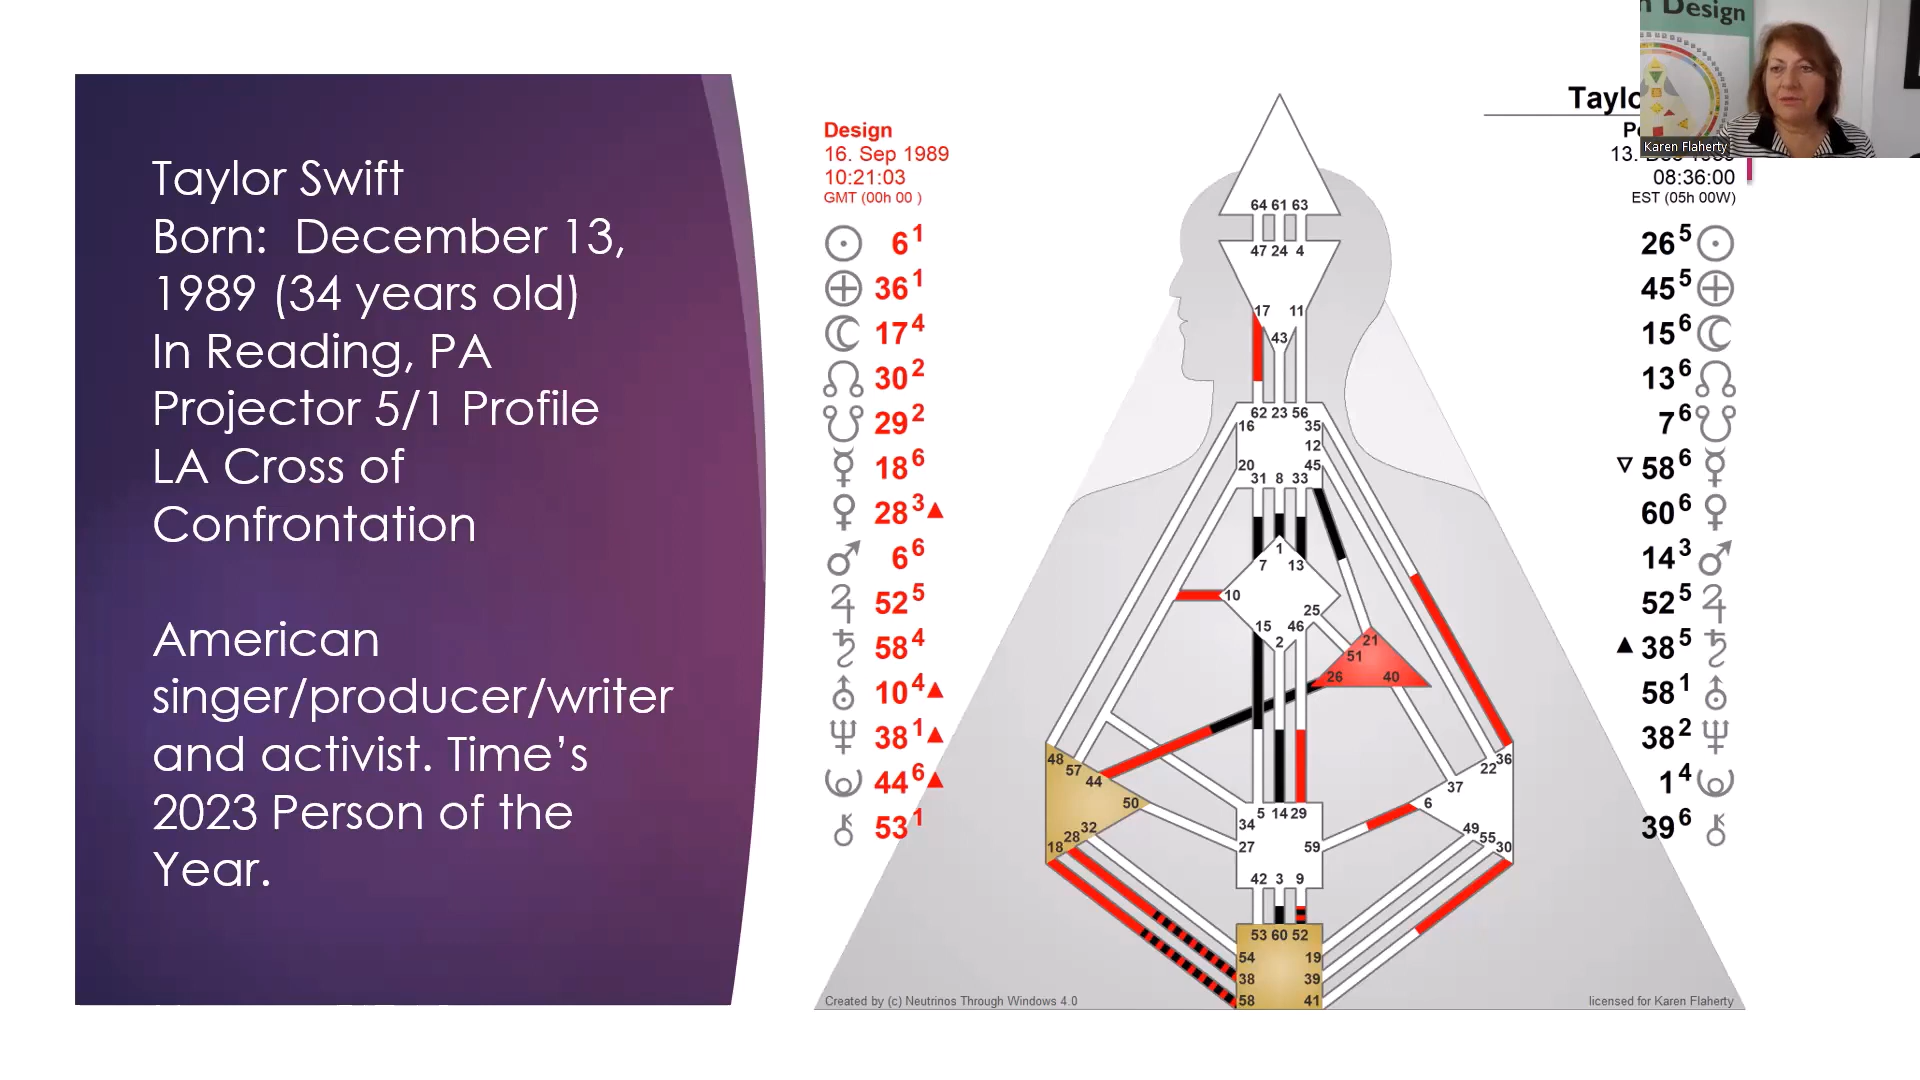 Taylor Swift
Born: December 13,
1989 (34 years old)
In Reading, PA
Projector 5/1 Profile
LA Cross of
Confrontation
American
singer/producer/writer
and activist. Time’s
2023 Person of the
Year.
Design
16. Sep 1989
10:21:03
GMT (00h 00 )
6 1
36 1
17 4
30 2
29 2
18 6
28 3
6 6
52 5
58 4
10 4
38 1
44 6
53 1
64 61 63
47 24 4
17 11
43
62 23 56
16 35
12
20 45
31 8 33
1
7 13
10
25
15 46
2
21
51
26 40
48
57
44
50
32
28
18
36
22
37
6
49
55
30
5 14 29
34
27 59
42 3 9
53 60 52
54 19
38 39
58 41
08:36:00
EST (05h 00W)
26 5
45 5
15 6
13 6
7 6
58 6
60 6
14 3
52 5
38 5
58 1
38 2
1 4
39 6
Created by (c) Neutrinos Through Windows 4.0
licensed for Karen Flaherty
Design
Karen Flaherty